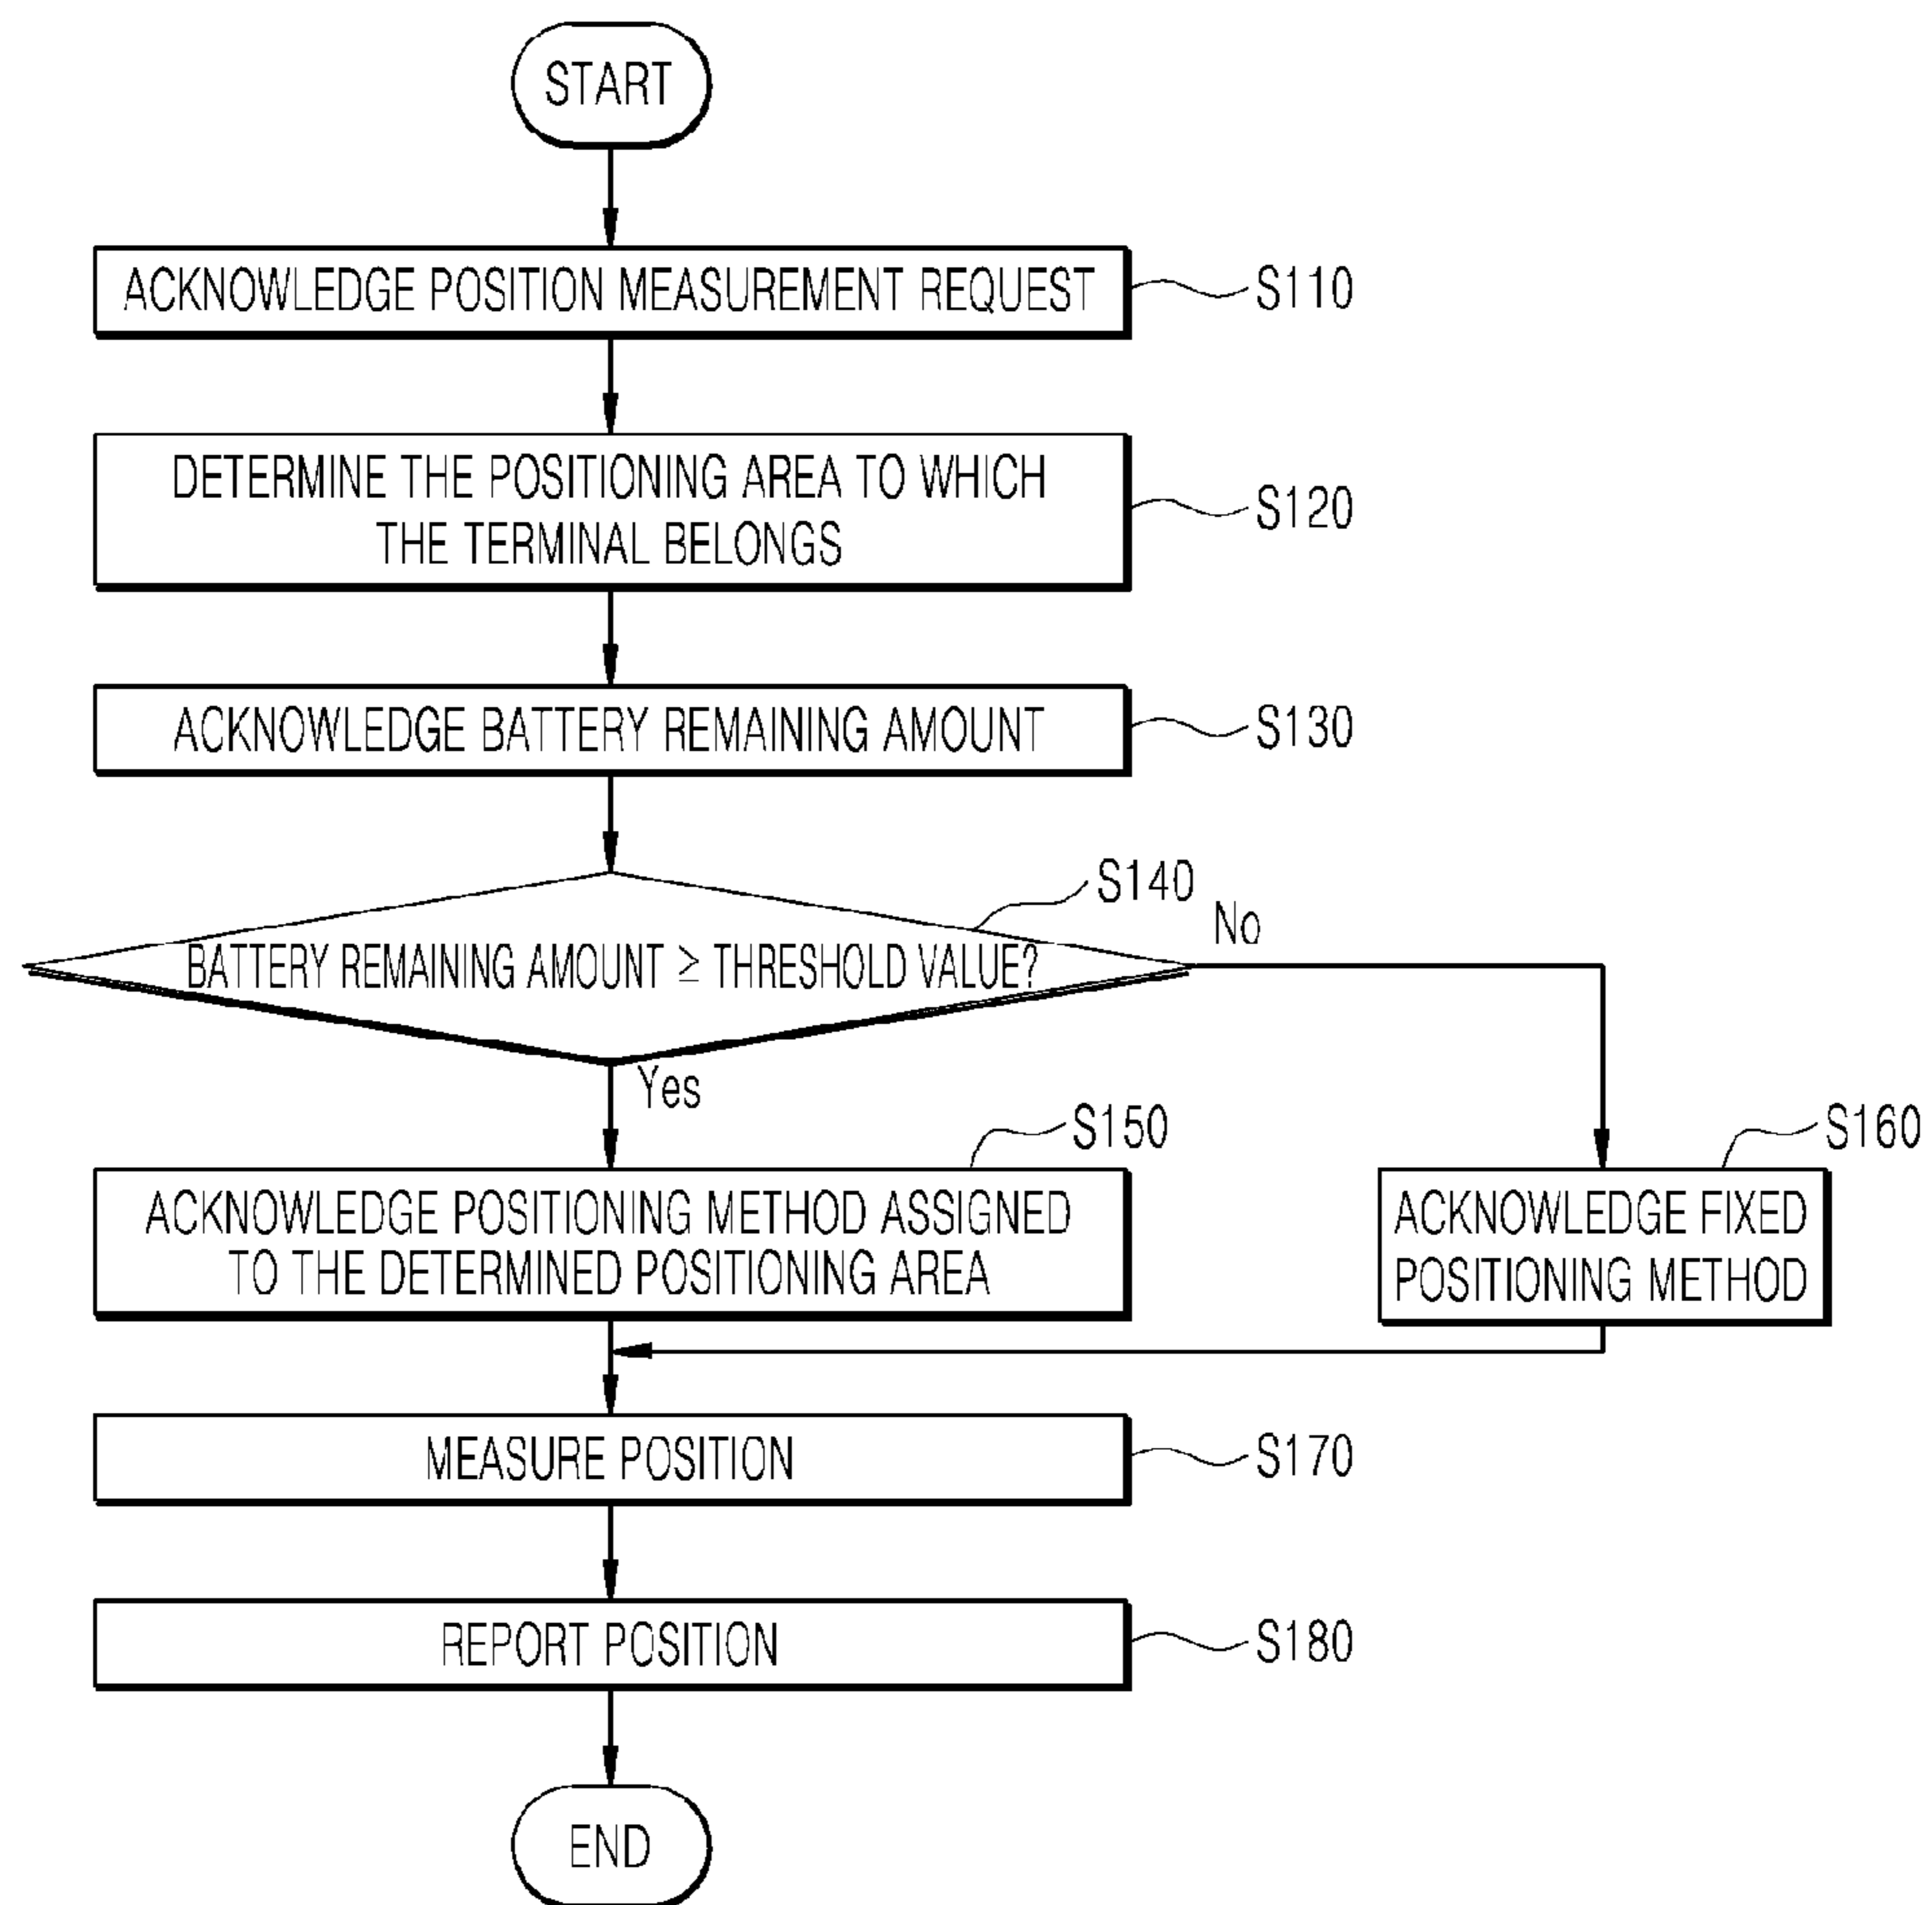 START
ACKNOWLEDGE POSITION MEASUREMENT REQUEST
S110
DETERMINE THE POSITIONING AREA TO WHICH
THE TERMINAL BELONGS
S120
ACKNOWLEDGE BATTERY REMAINING AMOUNT
S130
S140
BATTERY REMAINING AMOUNT ≥ THRESHOLD VALUE?
No
Yes
S150
ACKNOWLEDGE POSITIONING METHOD ASSIGNED
TO THE DETERMINED POSITIONING AREA
S160
ACKNOWLEDGE FIXED
POSITIONING METHOD
MEASURE POSITION
S170
REPORT POSITION
S180
END